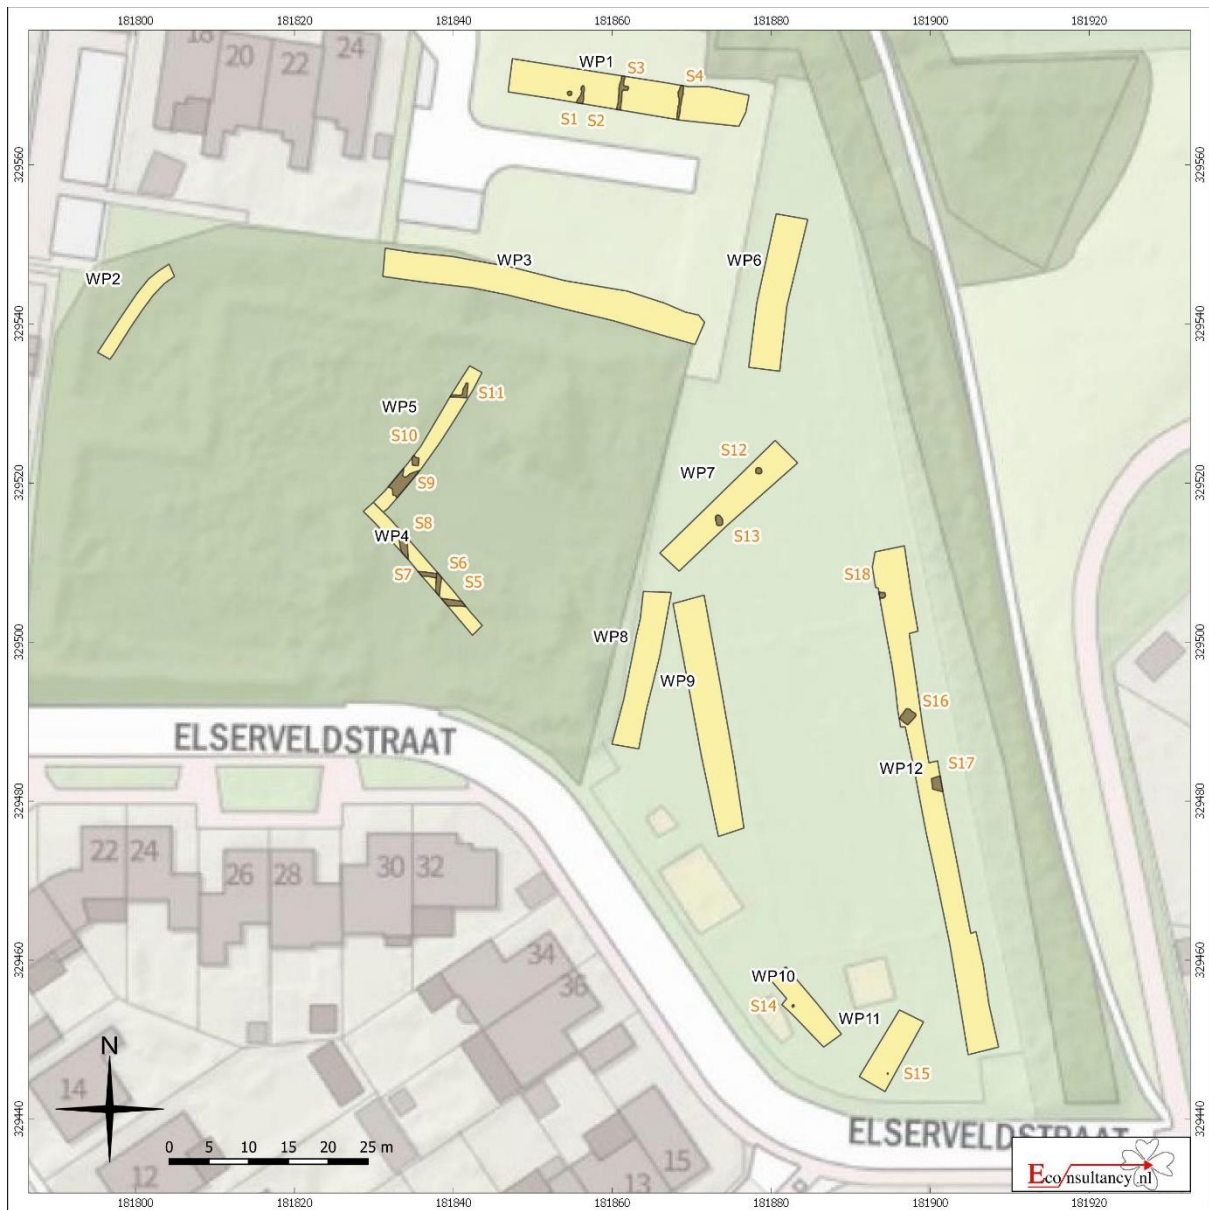 181800 181820 181840 181860 181880 181900 181920
18
20
22
24
WP1
S3
S4
S1
S2
329560
329560
WP2
WP3
WP6
329540
329540
WP5
S11
S10
S12
WP7
329520
329520
S9
S8
WP4
S13
S7
S6
S5
S18
329500
329500
WP8
WP9
S16
ELSERVELDSTRAAT
WP12
S17
329480
329480
22
24
26
28
30
32
34
36
329460
329460
WP10
S14
WP11
S15
N
14
329440
329440
ELSERVELDSTRAAT
0 5 10 15 20 25 m
12
13
15
Econsultancy.nl
181800 181820 181840 181860 181880 181900 181920